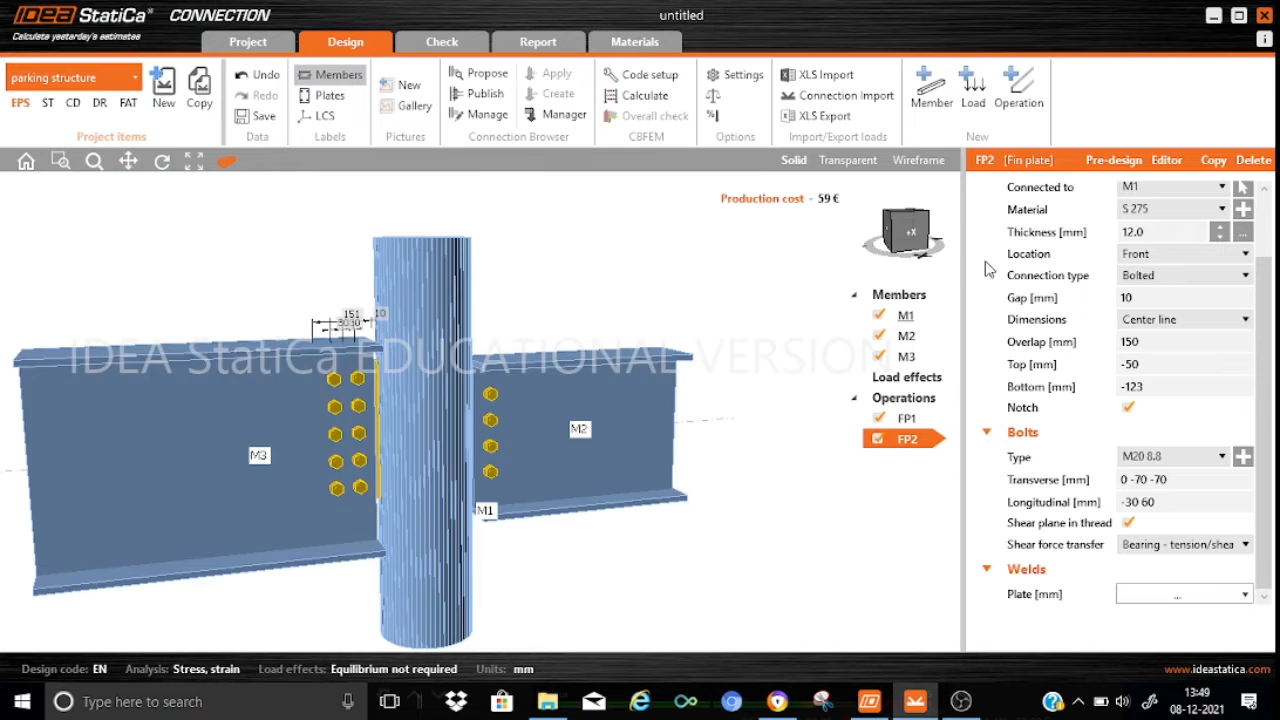 IDEA StatiCa® CONNECTION
untitled
Calculate yesterday's estimates
Project Design Check Report Materials
parking structure
EPS ST CD DR FAT
New Copy
Project items
Undo
Redo
Save
Data
Members
Plates
LCS
Labels
New
Gallery
Pictures
Propose
Publish
Manage
Apply
Create
Manager
Connection Browser
Code setup
Calculate
Overall check
CBFEM
Settings
Options
XLS Import
Connection Import
XLS Export
Import/Export loads
Member Load Operation
New
Solid Transparent Wireframe
FP2 [Fin plate] Pre-design Editor Copy Delete
Production cost - 59 €
+X
151
10
3030
IDEA StatiCa EDUCATIONAL VERSION
M3
M2
M1
Members
M1
M2
M3
Load effects
Operations
FP1
FP2
Connected to M1
Material S 275
Thickness [mm] 12.0 ...
Location Front
Connection type Bolted
Gap [mm] 10
Dimensions Center line
Overlap [mm] 150
Top [mm] -50
Bottom [mm] -123
Notch
Bolts
Type M20 8.8
Transverse [mm] 0 -70 -70
Longitudinal [mm] -30 60
Shear plane in thread
Shear force transfer Bearing - tension/shea
Welds
Plate [mm] ...
Design code: EN Analysis: Stress, strain Load effects: Equilibrium not required Units: mm
www.ideastatica.com
Type here to search
13:49
08-12-2021